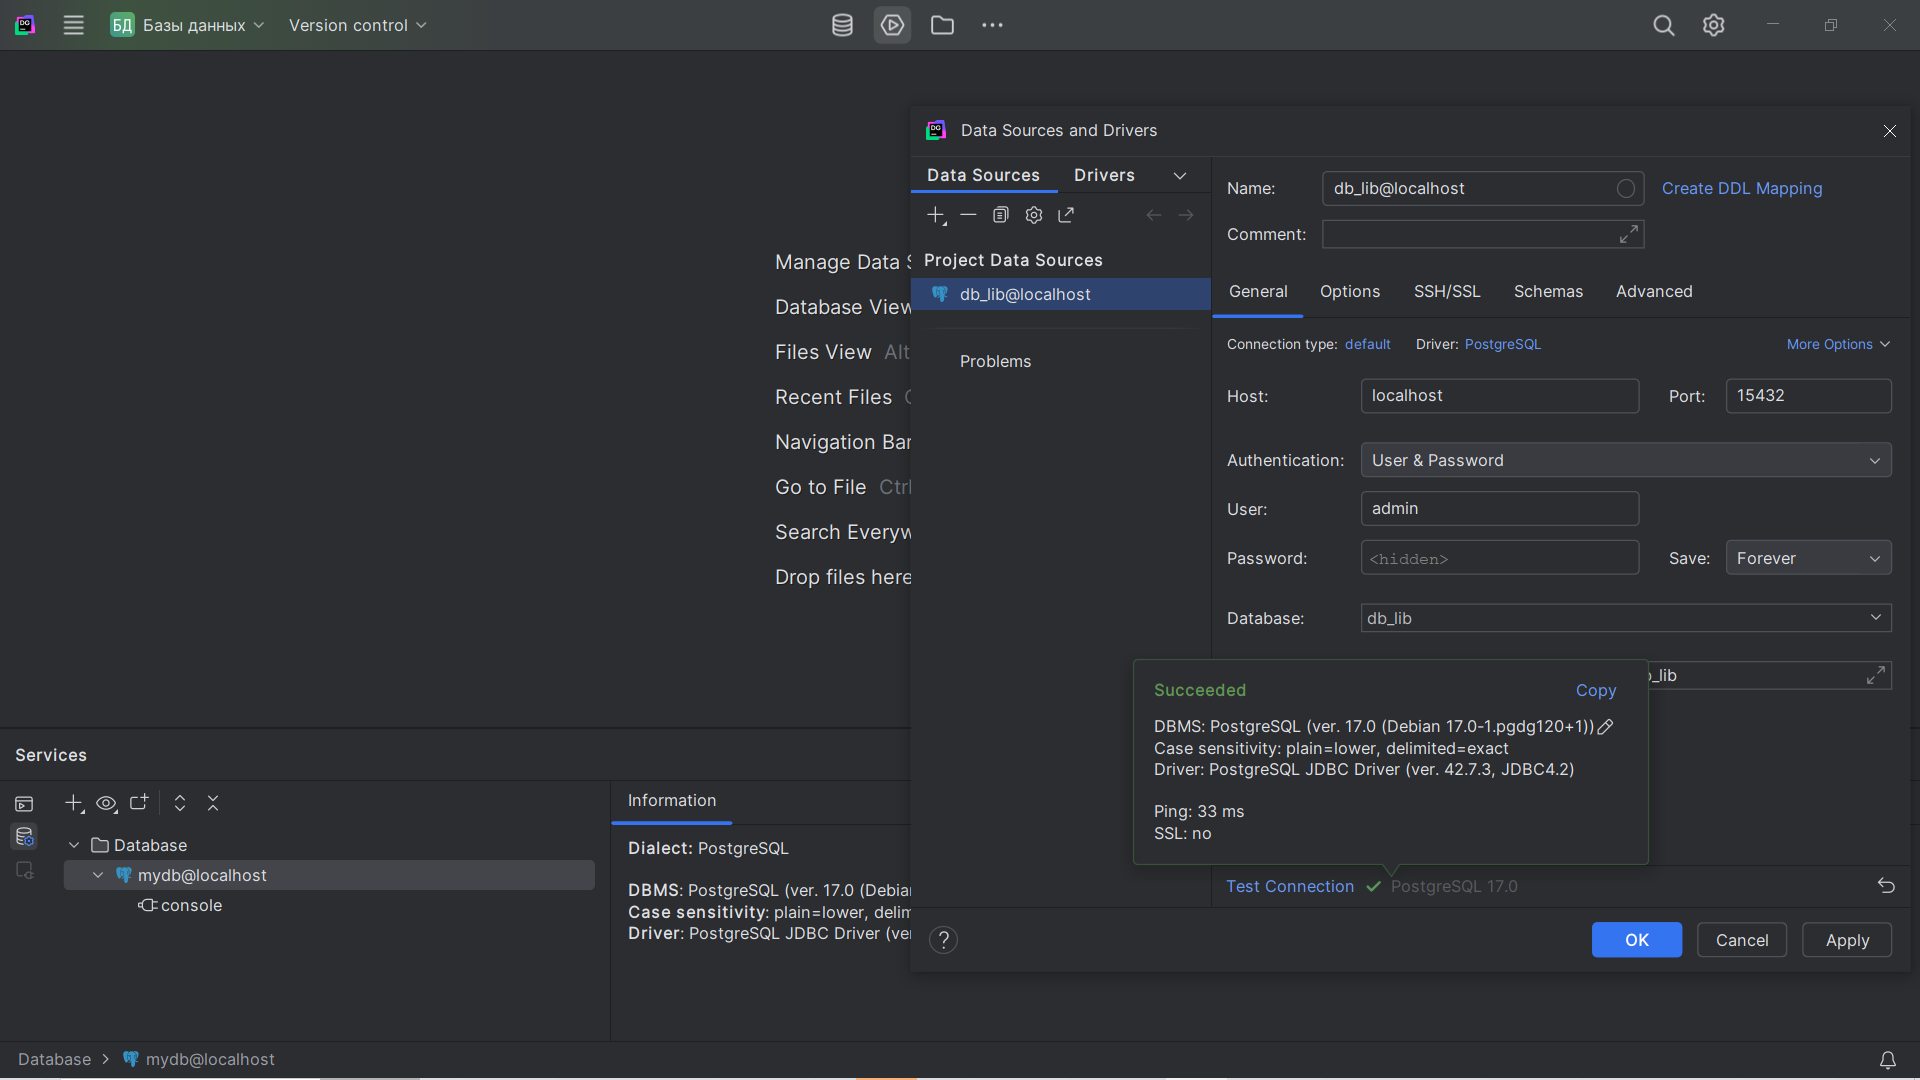 БД Базы данных
Version control
Data Sources and Drivers
Data Sources
Drivers
Name:
db_lib@localhost
Create DDL Mapping
Comment:
Project Data Sources
db_lib@localhost
Problems
General
Options
SSH/SSL
Schemas
Advanced
Connection type: default
Driver: PostgreSQL
More Options
Host:
localhost
Port:
15432
Authentication:
User & Password
User:
admin
Password:
<hidden>
Save:
Forever
Database:
db_lib
_lib
Succeeded
Copy
DBMS: PostgreSQL (ver. 17.0 (Debian 17.0-1.pgdg120+1))
Case sensitivity: plain=lower, delimited=exact
Driver: PostgreSQL JDBC Driver (ver. 42.7.3, JDBC4.2)
Ping: 33 ms
SSL: no
Test Connection
PostgreSQL 17.0
?
OK
Cancel
Apply
Manage Data
Database View
Files View Alt
Recent Files
Navigation Bar
Go to File Ctrl
Search Everyw
Drop files here
Services
Database
mydb@localhost
console
Information
Dialect: PostgreSQL
DBMS: PostgreSQL (ver. 17.0 (Debia
Case sensitivity: plain=lower, delim
Driver: PostgreSQL JDBC Driver (ve
Database > mydb@localhost